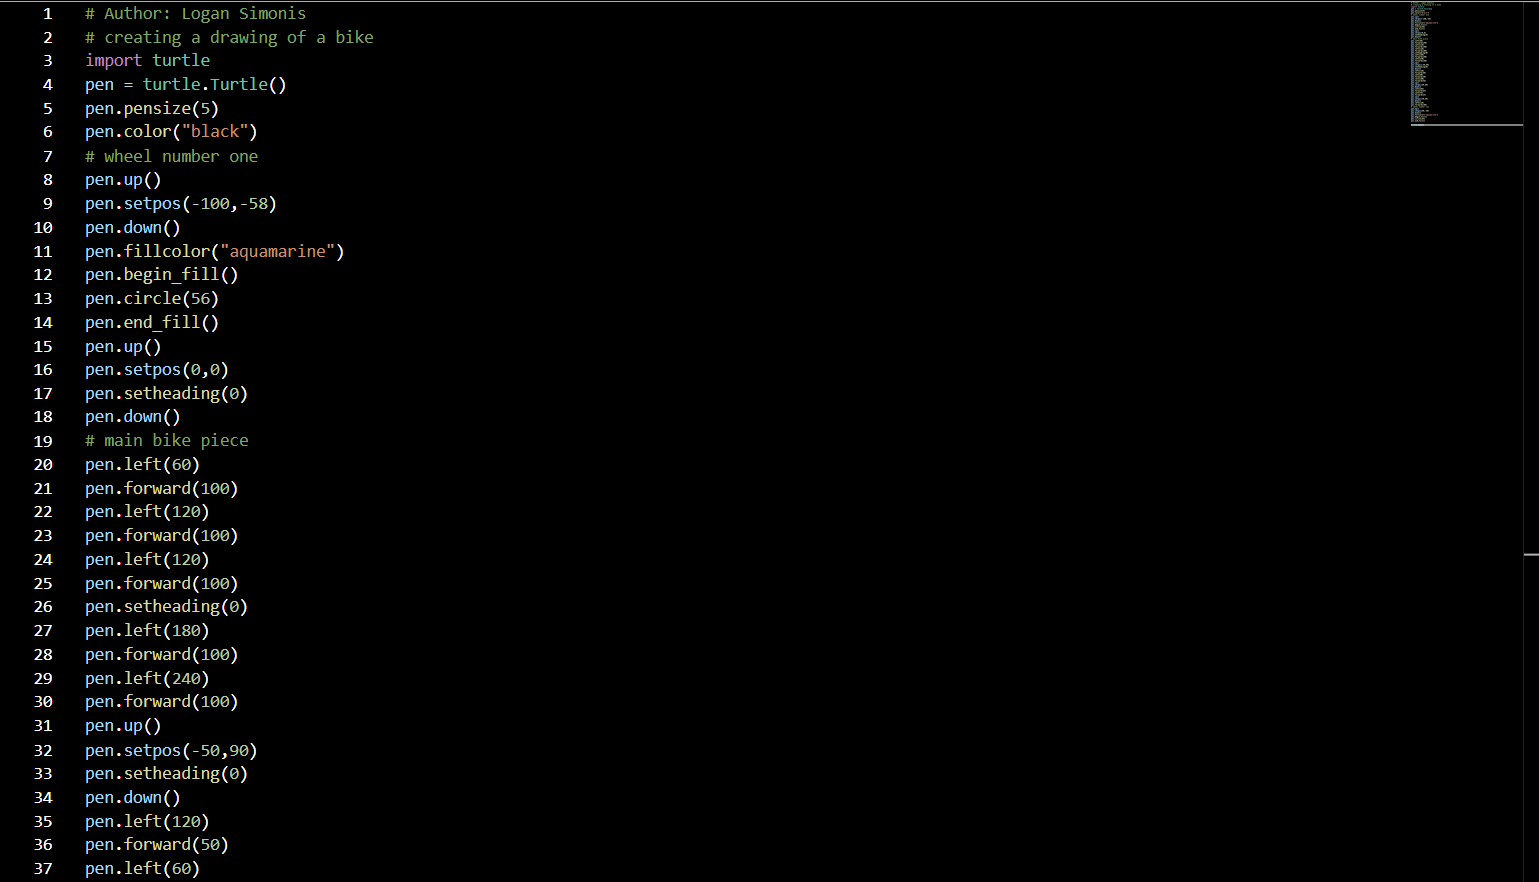 1 # Author: Logan Simonis
2 # creating a drawing of a bike
3 import turtle
4 pen = turtle.Turtle()
5 pen.pensize(5)
6 pen.color("black")
7 # wheel number one
8 pen.up()
9 pen.setpos(-100,-58)
10 pen.down()
11 pen.fillcolor("aquamarine")
12 pen.begin_fill()
13 pen.circle(56)
14 pen.end_fill()
15 pen.up()
16 pen.setpos(0,0)
17 pen.setheading(0)
18 pen.down()
19 # main bike piece
20 pen.left(60)
21 pen.forward(100)
22 pen.left(120)
23 pen.forward(100)
24 pen.left(120)
25 pen.forward(100)
26 pen.setheading(0)
27 pen.left(180)
28 pen.forward(100)
29 pen.left(240)
30 pen.forward(100)
31 pen.up()
32 pen.setpos(-50,90)
33 pen.setheading(0)
34 pen.down()
35 pen.left(120)
36 pen.forward(50)
37 pen.left(60)